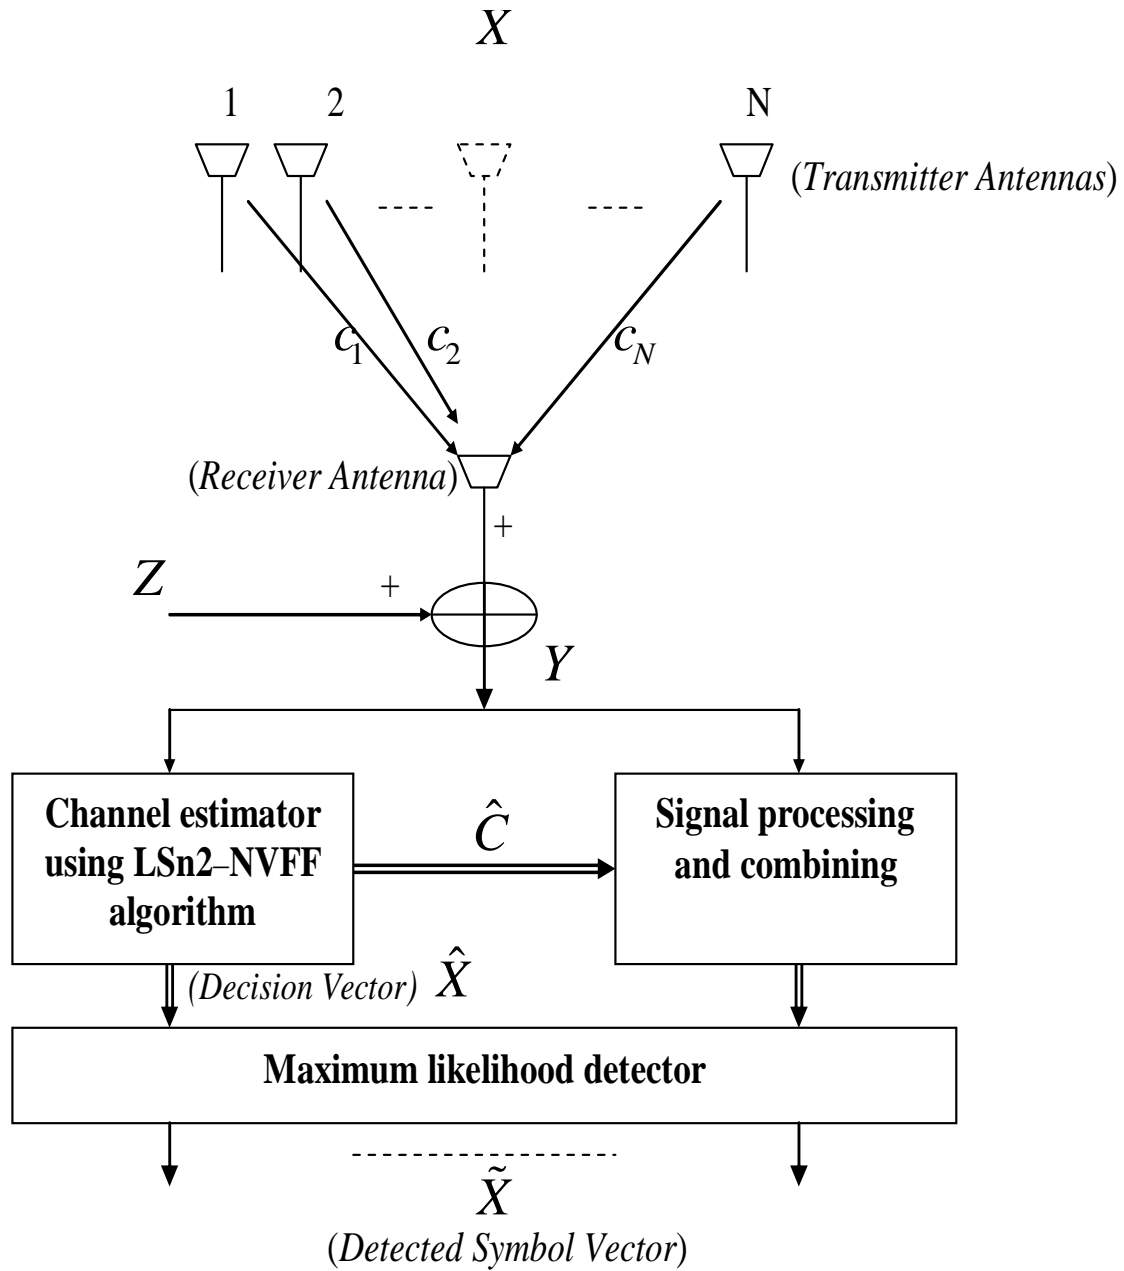 X
1 2 N
(Transmitter Antennas)
c₁ c₂ c_N
(Receiver Antenna)
+
Z +
Y
Channel estimator
using LSn2–NVFF
algorithm
Ĉ
Signal processing
and combining
(Decision Vector) X̂
Maximum likelihood detector
X̃
(Detected Symbol Vector)